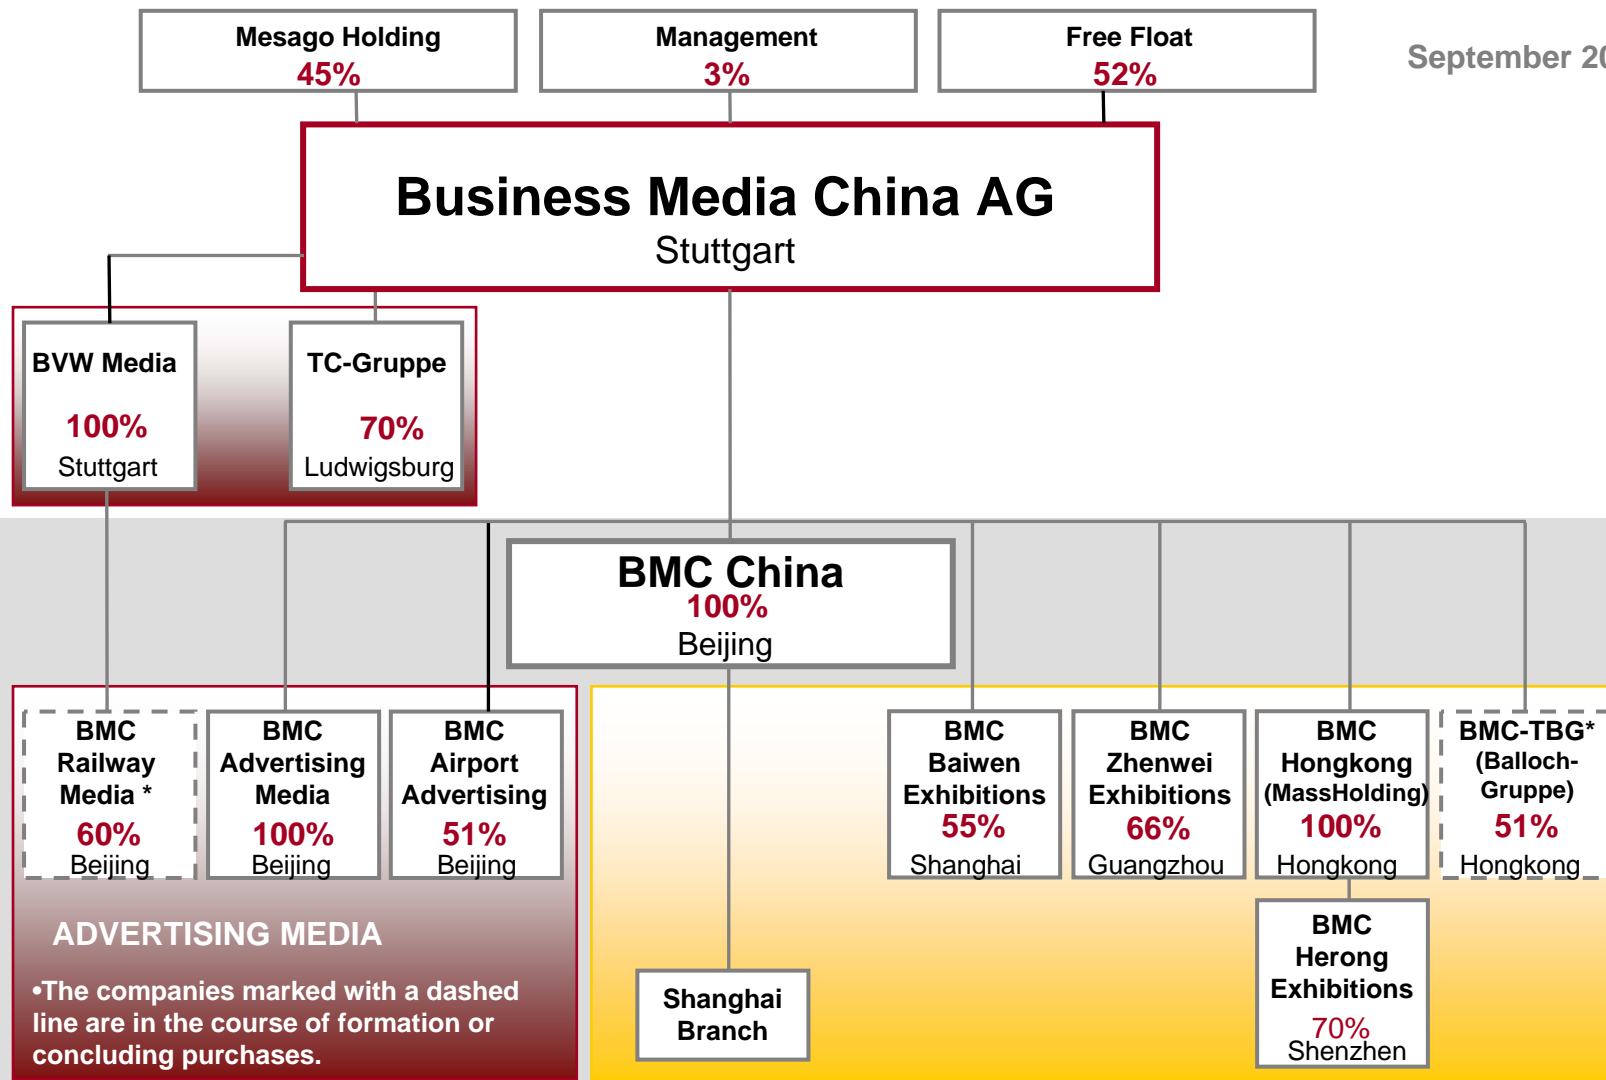 Mesago Holding
45%
Management
3%
Free Float
52%
September 20
Business Media China AG
Stuttgart
BVW Media
100%
Stuttgart
TC-Gruppe
70%
Ludwigsburg
BMC China
100%
Beijing
BMC
Railway
Media *
60%
Beijing
BMC
Advertising
Media
100%
Beijing
BMC
Airport
Advertising
51%
Beijing
BMC
Baiwen
Exhibitions
55%
Shanghai
BMC
Zhenwei
Exhibitions
66%
Guangzhou
BMC
Hongkong
(MassHolding)
100%
Hongkong
BMC-TBG*
(Balloch-
Gruppe)
51%
Hongkong
ADVERTISING MEDIA
•The companies marked with a dashed
line are in the course of formation or
concluding purchases.
Shanghai
Branch
BMC
Herong
Exhibitions
70%
Shenzhen